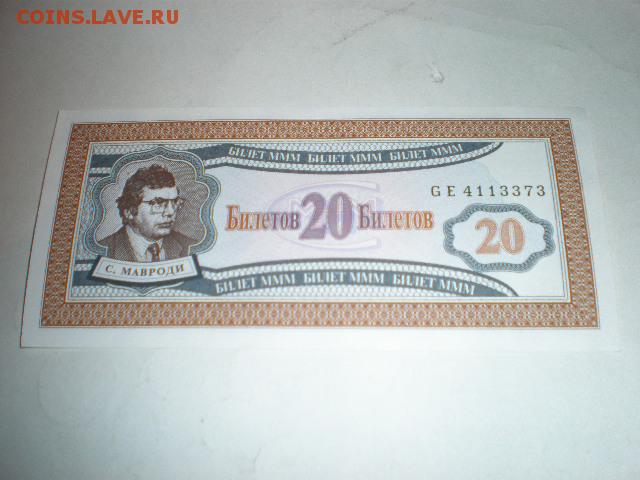 COINS.LAVE.RU
БИЛЕТ МММ БИЛЕТ МММ БИЛЕТ МММ
GE 4113373
Билетов 20 Билетов
20
С. МАВРОДИ
БИЛЕТ МММ БИЛЕТ МММ БИЛЕТ МММ